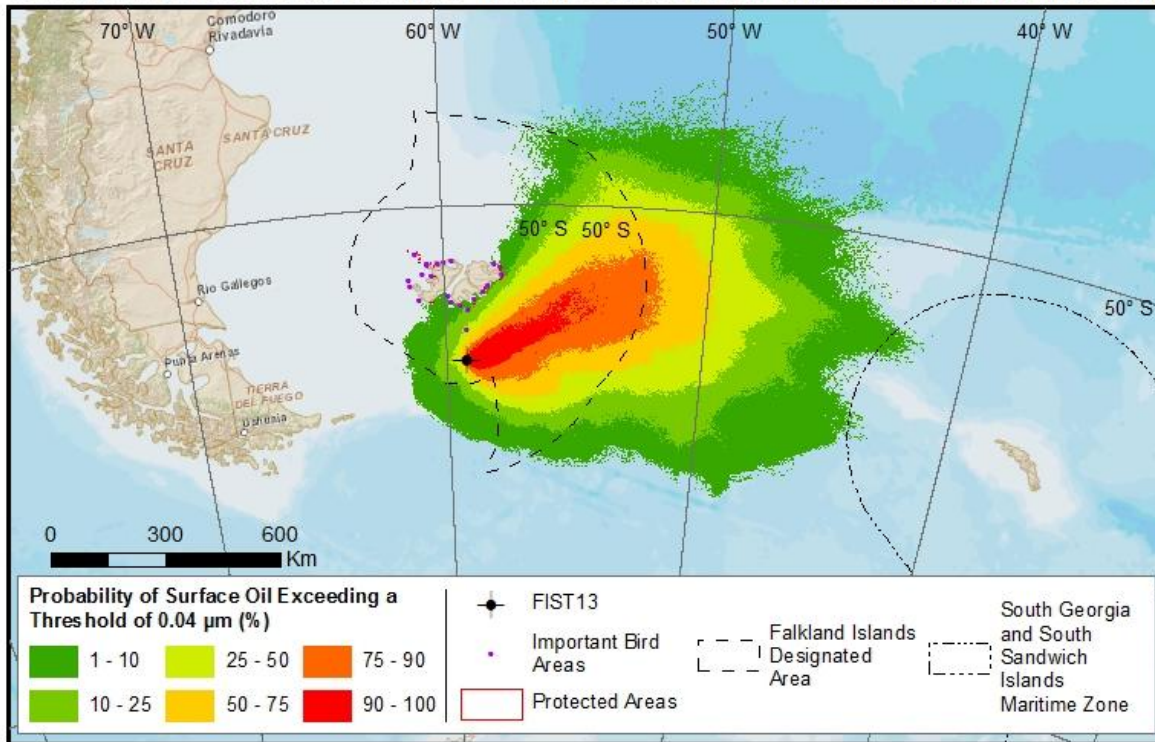 70° W
Comodoro
Rivadavia
60° W
50° W
40° W
SANTA CRUZ
SANTA
CRUZ
50° S
50° S
50° S
Rio Gallegos
Punta Arenas
TIERRA
DEL FUEGO
Ushuaia
0
300
600
Km
Probability of Surface Oil Exceeding a
Threshold of 0.04 µm (%)
1 - 10
25 - 50
75 - 90
10 - 25
50 - 75
90 - 100
FIST13
Important Bird
Areas
Protected Areas
Falkland Islands
Designated
Area
South Georgia
and South
Sandwich
Islands
Maritime Zone